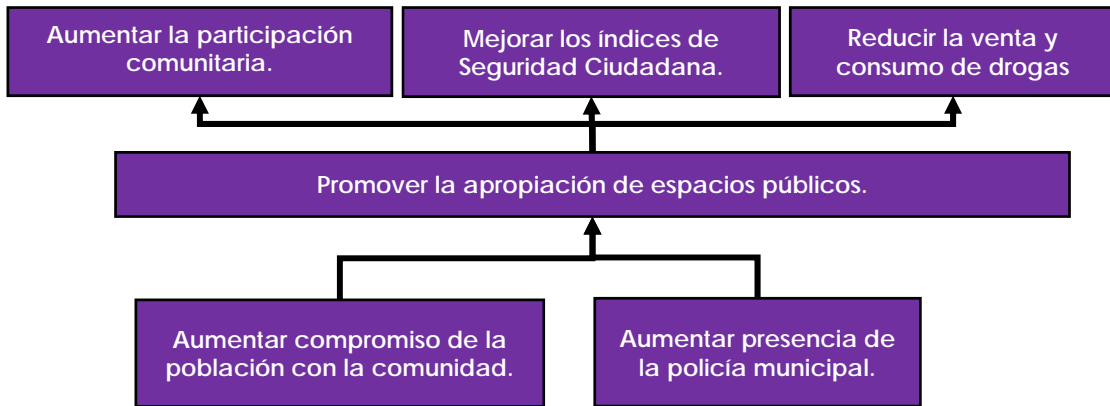 Aumentar la participación
comunitaria.
Mejorar los índices de
Seguridad Ciudadana.
Reducir la venta y
consumo de drogas
Promover la apropiación de espacios públicos.
Aumentar compromiso de la
población con la comunidad.
Aumentar presencia de
la policía municipal.